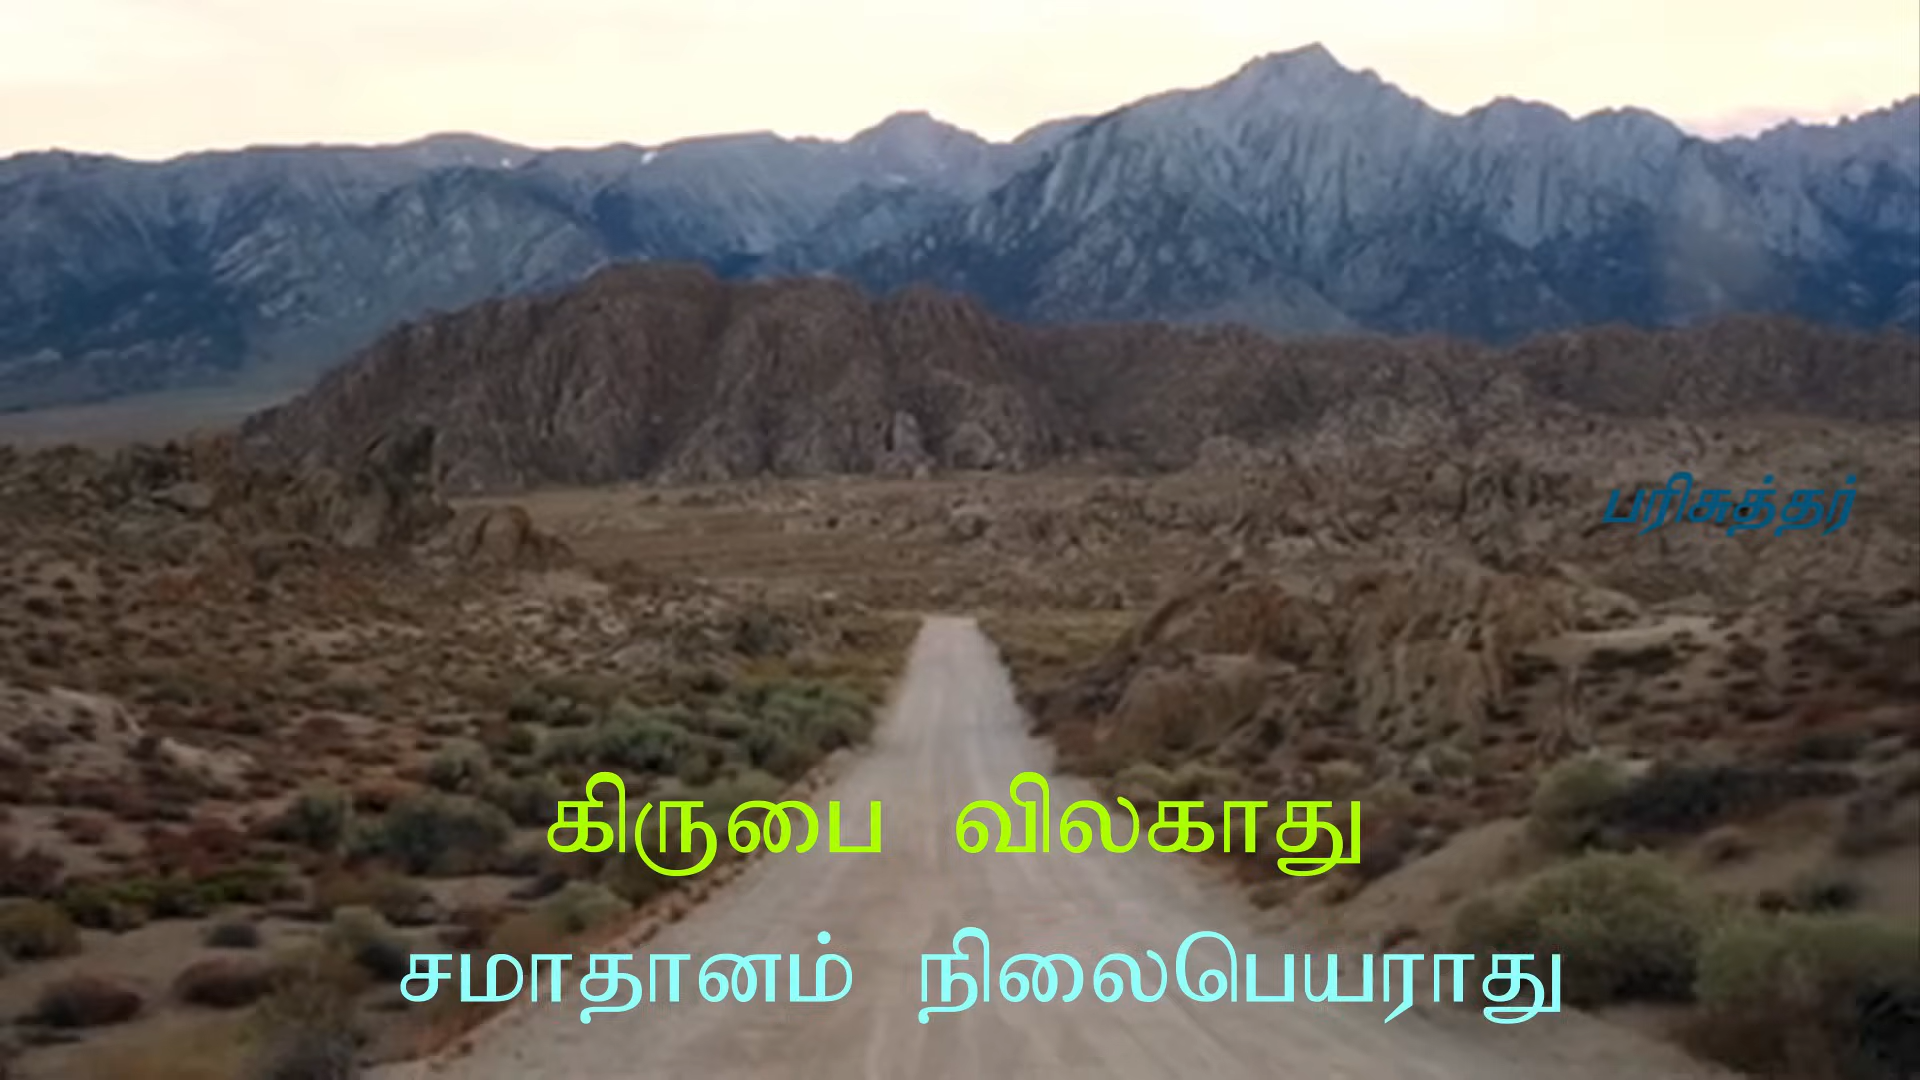 பரிசுத்தர்
கிருபை விலகாது
சமாதானம் நிலைபெயராது